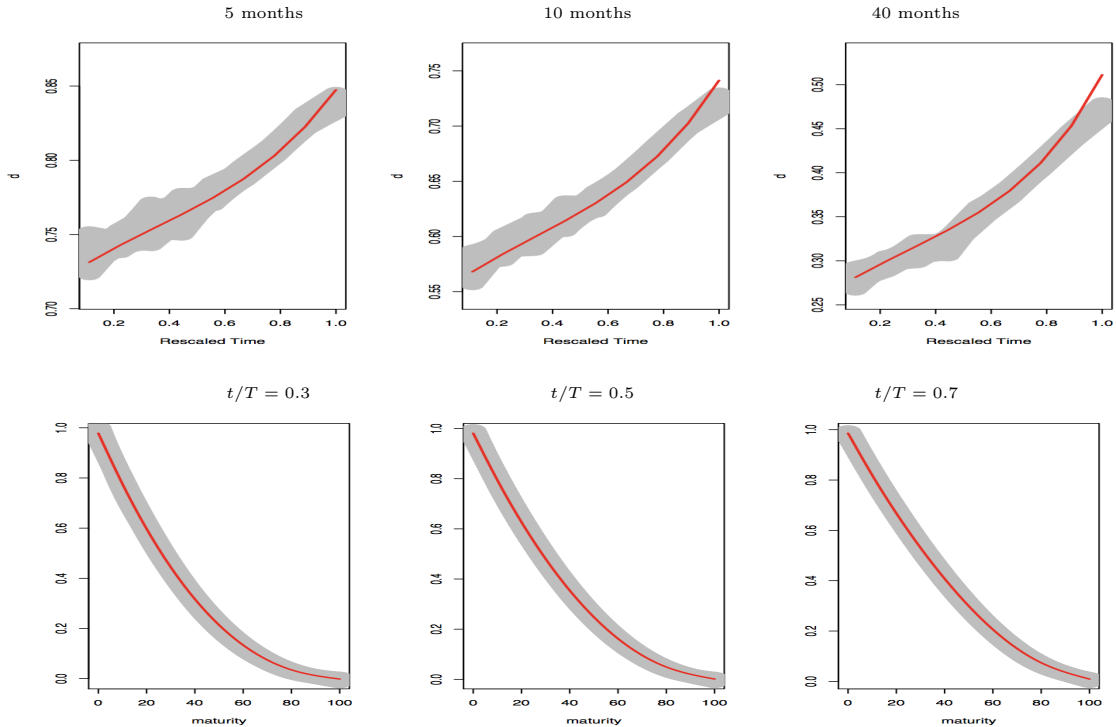 5 months
10 months
40 months
d
0.70 0.75 0.80 0.85
0.2 0.4 0.6 0.8 1.0
Rescaled Time
d
0.55 0.60 0.65 0.70 0.75
0.2 0.4 0.6 0.8 1.0
Rescaled Time
d
0.25 0.30 0.35 0.40 0.45 0.50
0.2 0.4 0.6 0.8 1.0
Rescaled Time
t/T = 0.3
t/T = 0.5
t/T = 0.7
0.0 0.2 0.4 0.6 0.8 1.0
0 20 40 60 80 100
maturity
0.0 0.2 0.4 0.6 0.8 1.0
0 20 40 60 80 100
maturity
0.0 0.2 0.4 0.6 0.8 1.0
0 20 40 60 80 100
maturity